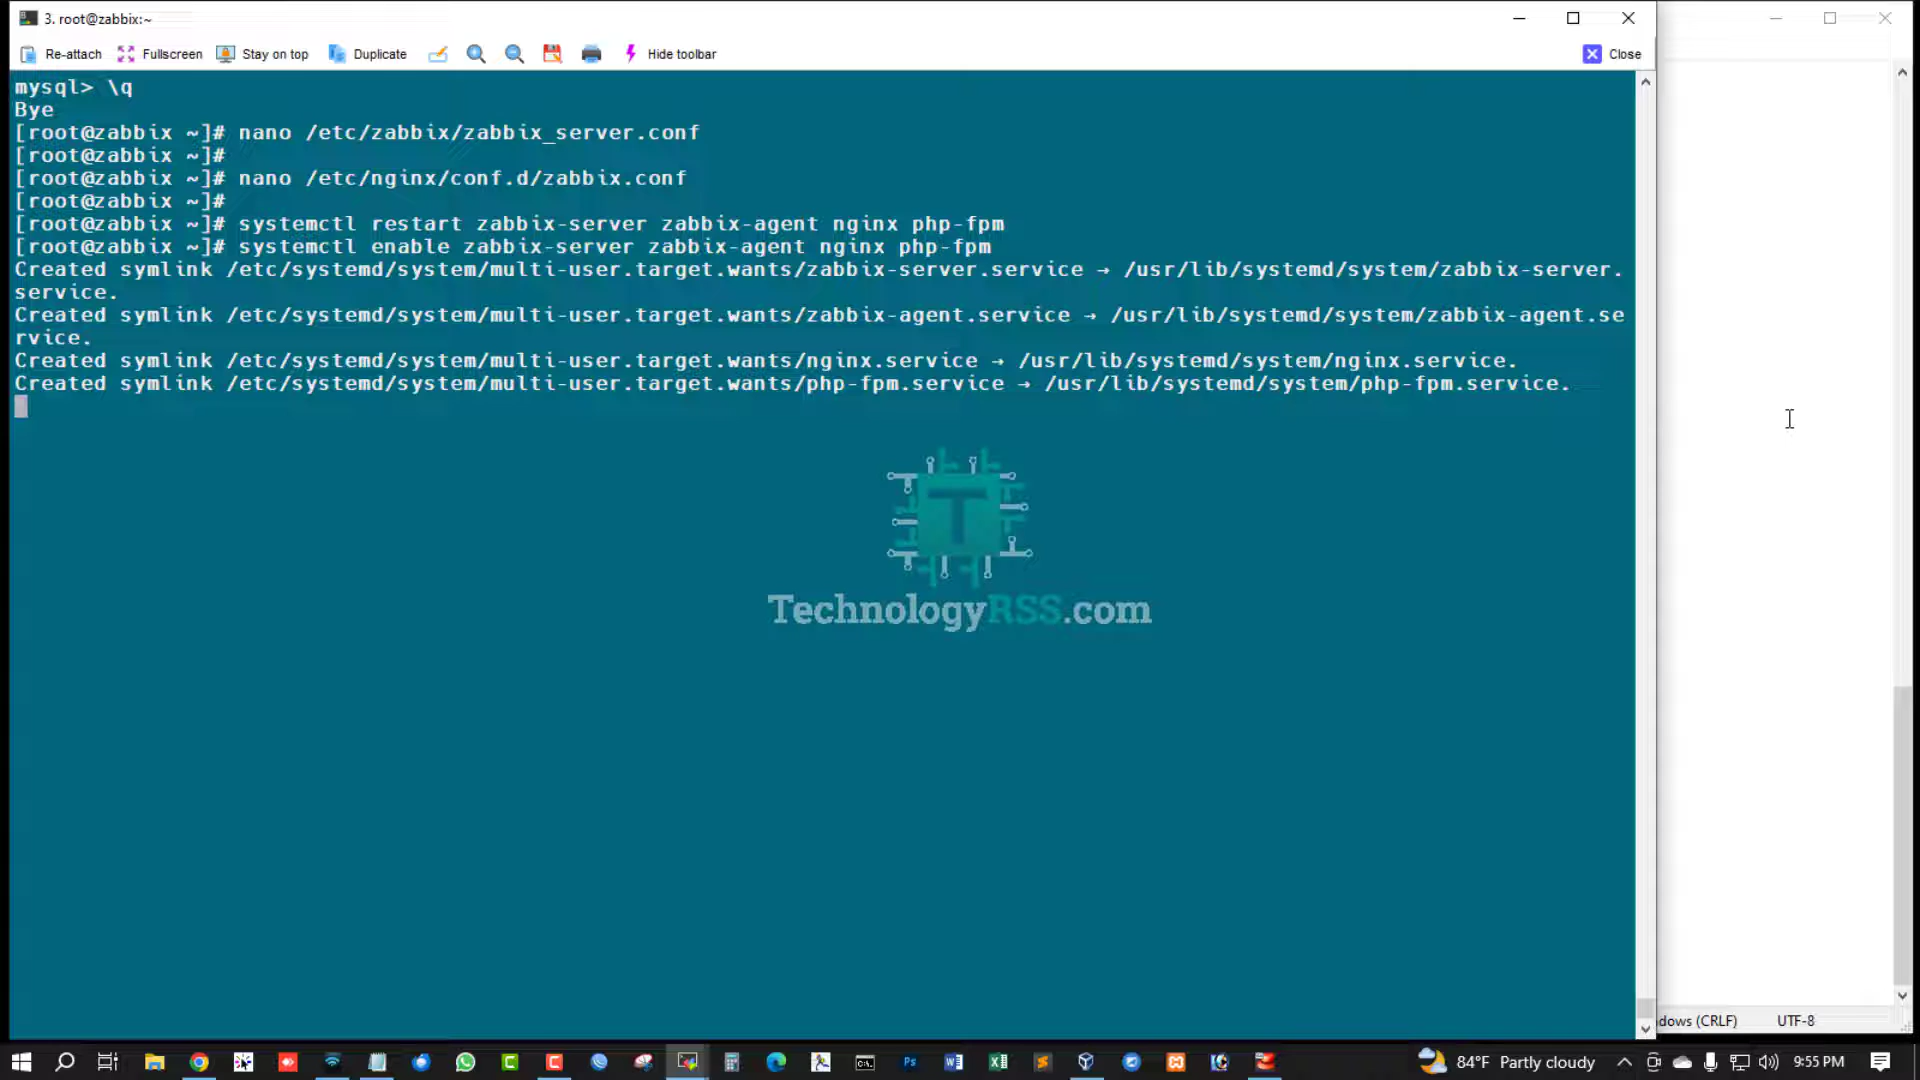 3. root@zabbix:~
Re-attach Fullscreen Stay on top Duplicate Hide toolbar Close
mysql> \q
Bye
[root@zabbix ~]# nano /etc/zabbix/zabbix_server.conf
[root@zabbix ~]#
[root@zabbix ~]# nano /etc/nginx/conf.d/zabbix.conf
[root@zabbix ~]#
[root@zabbix ~]# systemctl restart zabbix-server zabbix-agent nginx php-fpm
[root@zabbix ~]# systemctl enable zabbix-server zabbix-agent nginx php-fpm
Created symlink /etc/systemd/system/multi-user.target.wants/zabbix-server.service → /usr/lib/systemd/system/zabbix-server.
service.
Created symlink /etc/systemd/system/multi-user.target.wants/zabbix-agent.service → /usr/lib/systemd/system/zabbix-agent.se
rvice.
Created symlink /etc/systemd/system/multi-user.target.wants/nginx.service → /usr/lib/systemd/system/nginx.service.
Created symlink /etc/systemd/system/multi-user.target.wants/php-fpm.service → /usr/lib/systemd/system/php-fpm.service.
T
TechnologyRSS.com
dows (CRLF) UTF-8
84°F Partly cloudy 9:55 PM